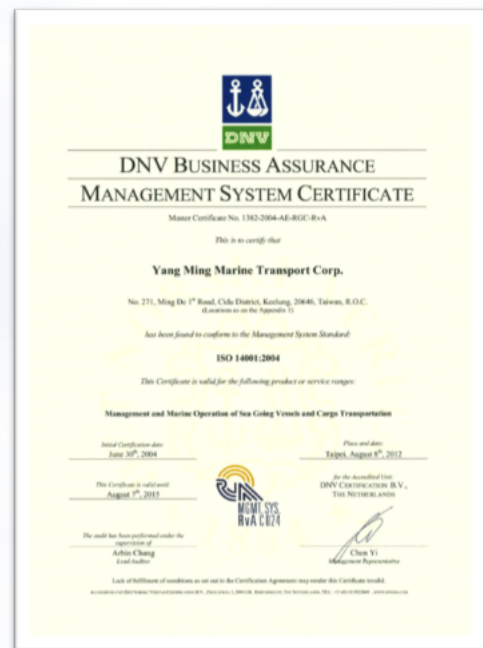 DNV
DNV BUSINESS ASSURANCE
MANAGEMENT SYSTEM CERTIFICATE
Master Certificate No. 1382-2004-AE-RGC-RvA
This is to certify that
Yang Ming Marine Transport Corp.
No. 271, Ming De 1st Road, Cidu District, Keelung, 20646, Taiwan, R.O.C.
(Locations as on the Appendix 1)
has been found to conform to the Management System Standard:
ISO 14001:2004
This Certificate is valid for the following product or service ranges:
Management and Marine Operation of Sea Going Vessels and Cargo Transportation
Initial Certification date:
June 30th, 2004
Place and date:
Taipei, August 8th, 2012
This Certificate is valid until:
August 7th, 2015
for the Accredited Unit:
DNV CERTIFICATION B.V.,
THE NETHERLANDS
RvA
MGMT. SYS.
RvA C 024
The audit has been performed under the
supervision of
Arbin Chang
Lead Auditor
Chen Yi
Management Representative
Lack of fulfilment of conditions as set out in the Certification Agreement may render this Certificate invalid.